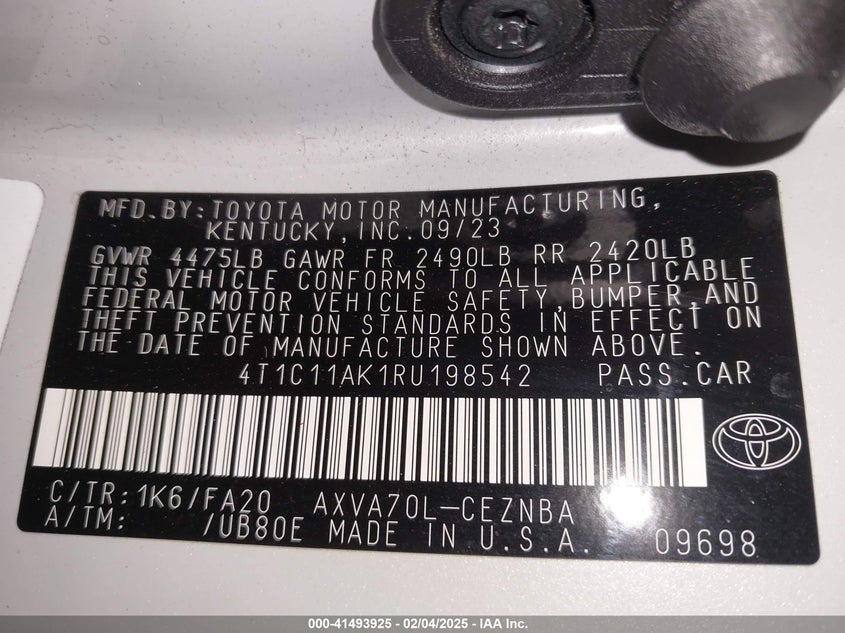 MFD.BY:TOYOTA MOTOR MANUFACTURING,
KENTUCKY,INC.09/23
GVWR 4475LB GAWR FR 2490LB RR 2420LB
THIS VEHICLE CONFORMS TO ALL APPLICABLE
FEDERAL MOTOR VEHICLE SAFETY,BUMPER,AND
THEFT PREVENTION STANDARDS IN EFFECT ON
THE DATE OF MANUFACTURE SHOWN ABOVE.
4T1C11AK1RU198542 PASS.CAR
C/TR:1K6/FA20 AXVA70L-CEZNBA
A/TM: /UB80E MADE IN U.S.A. 09698
000-41493925 - 02/04/2025 - IAA Inc.